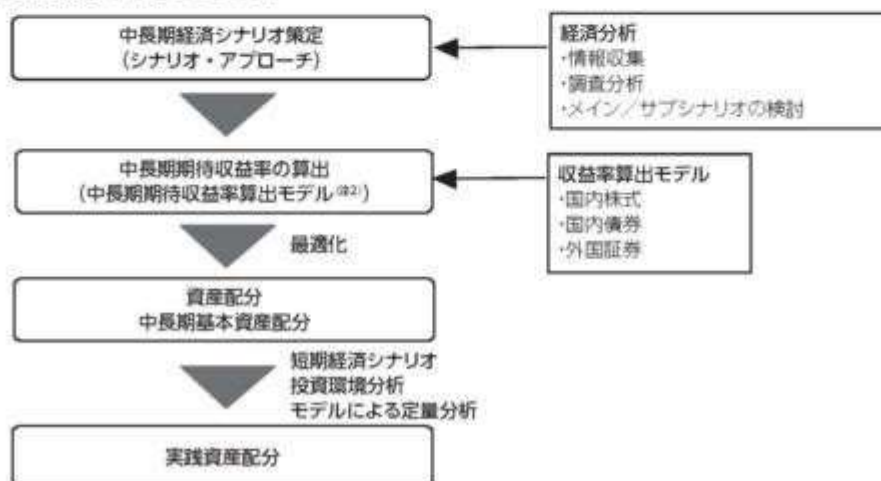 中長期経済シナリオ策定
(シナリオ・アプローチ)
経済分析
・情報収集
・調査分析
・メイン／サブシナリオの検討
中長期期待収益率の算出
(中長期期待収益率算出モデル(注2))
収益率算出モデル
・国内株式
・国内債券
・外国証券
最適化
資産配分
中長期基本資産配分
短期経済シナリオ
投資環境分析
モデルによる定量分析
実践資産配分